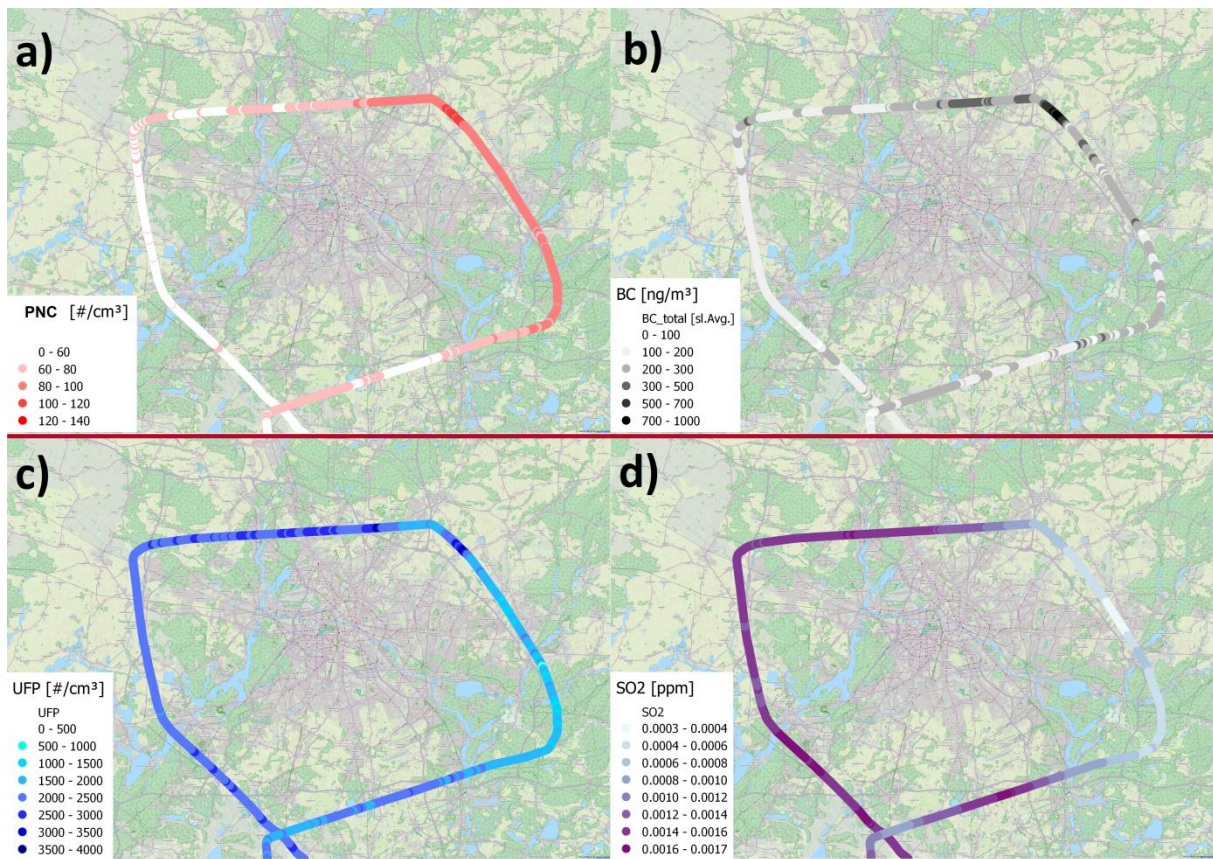 a)
PNC [#/cm³]
0 - 60
60 - 80
80 - 100
100 - 120
120 - 140
b)
BC [ng/m³]
BC_total [sl.Avg.]
0 - 100
100 - 200
200 - 300
300 - 500
500 - 700
700 - 1000
c)
UFP [#/cm³]
UFP
0 - 500
500 - 1000
1000 - 1500
1500 - 2000
2000 - 2500
2500 - 3000
3000 - 3500
3500 - 4000
d)
SO2 [ppm]
SO2
0.0003 - 0.0004
0.0004 - 0.0006
0.0006 - 0.0008
0.0008 - 0.0010
0.0010 - 0.0012
0.0012 - 0.0014
0.0014 - 0.0016
0.0016 - 0.0017